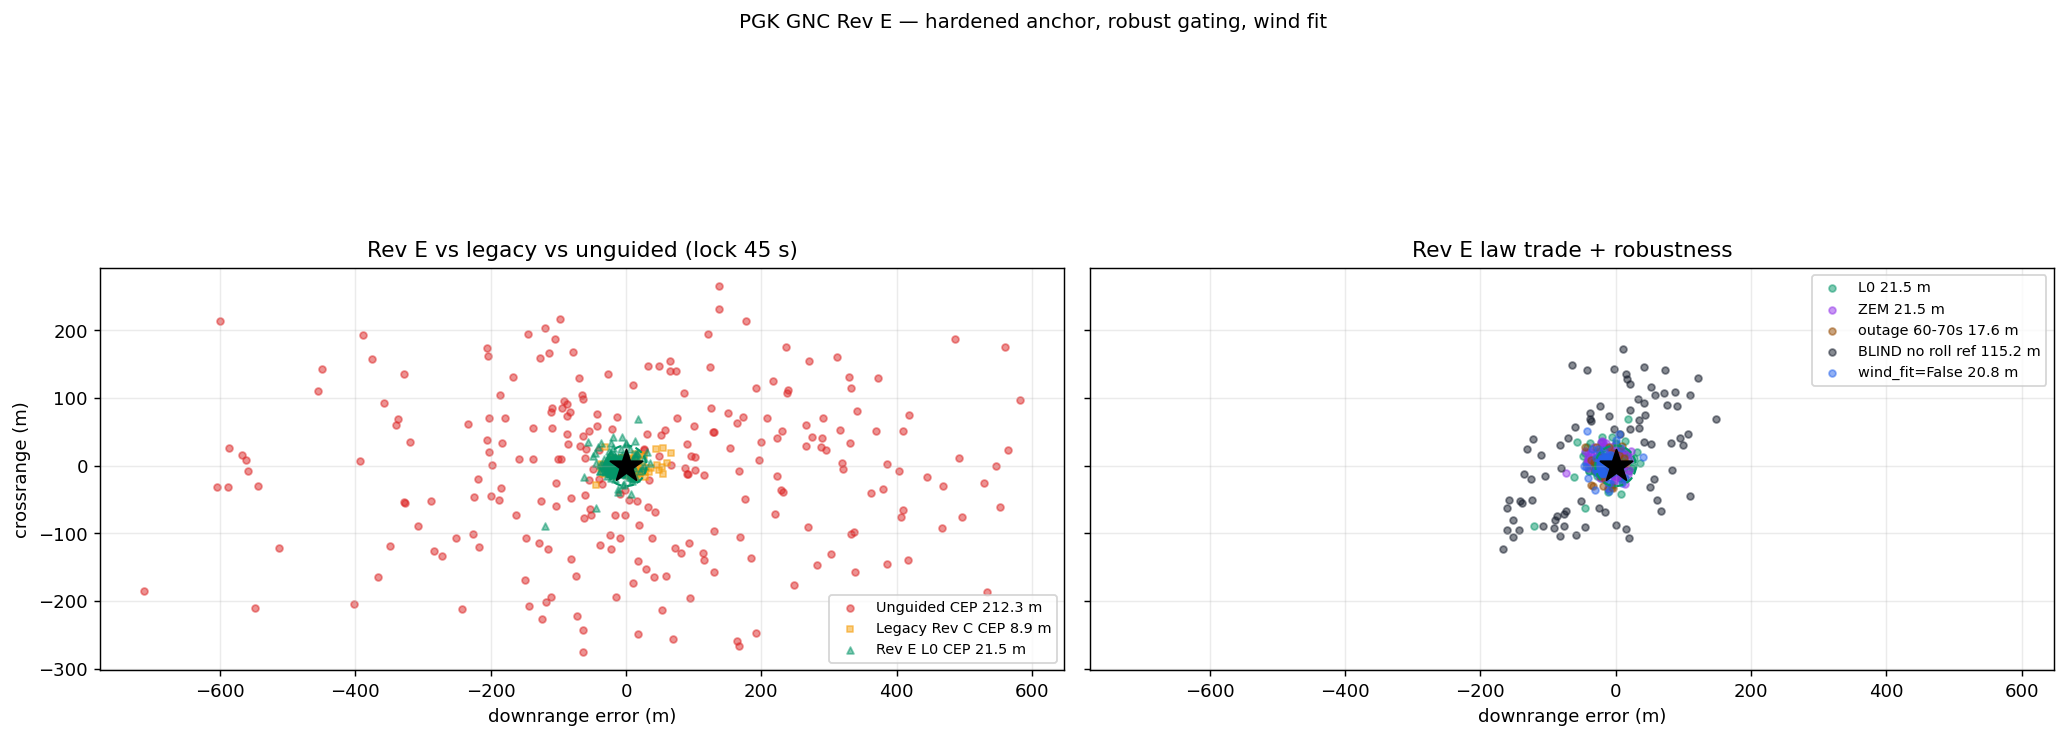 PGK GNC Rev E — hardened anchor, robust gating, wind fit
Rev E vs legacy vs unguided (lock 45 s)
200
100
0
−100
−200
−300
crossrange (m)
−600
−400
−200
0
200
400
600
downrange error (m)
Unguided CEP 212.3 m
Legacy Rev C CEP 8.9 m
Rev E L0 CEP 21.5 m
Rev E law trade + robustness
L0 21.5 m
ZEM 21.5 m
outage 60-70s 17.6 m
BLIND no roll ref 115.2 m
wind_fit=False 20.8 m
−600
−400
−200
0
200
400
600
downrange error (m)